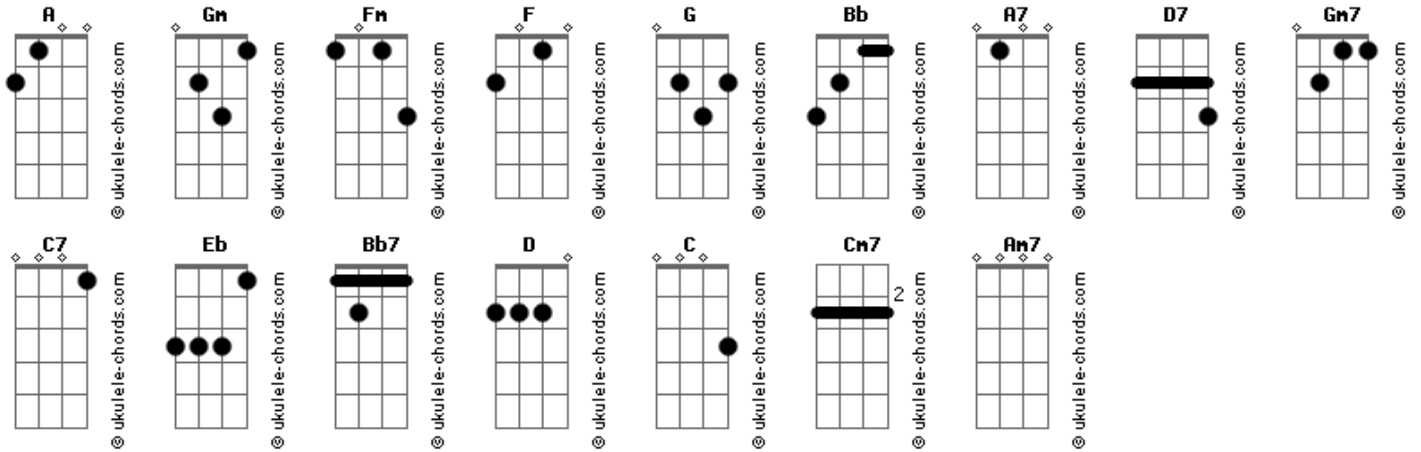 A Gm Fm F G Bb A7 D7 Gm7
© ukulele-chords.com © ukulele-chords.com © ukulele-chords.com © ukulele-chords.com © ukulele-chords.com © ukulele-chords.com © ukulele-chords.com © ukulele-chords.com © ukulele-chords.com
C7 Eb Bb7 D C Cm7 Am7
2
© ukulele-chords.com © ukulele-chords.com © ukulele-chords.com © ukulele-chords.com © ukulele-chords.com © ukulele-chords.com © ukulele-chords.com